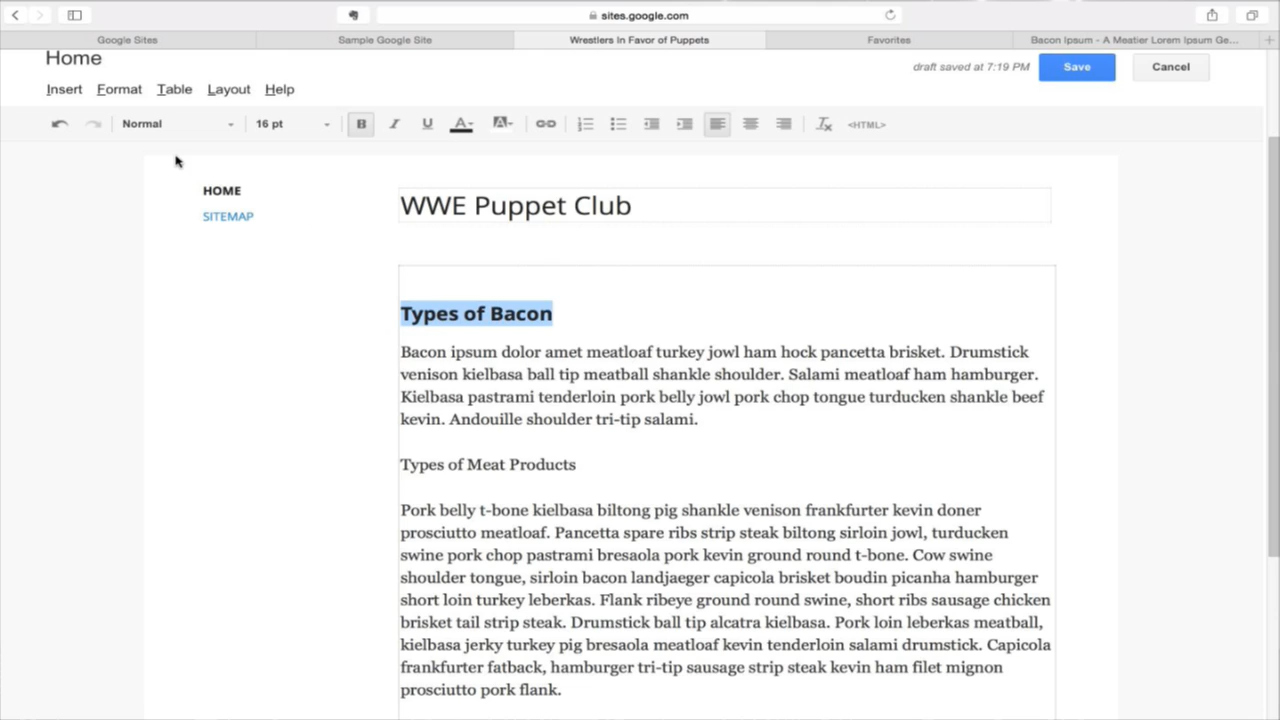 sites.google.com
Google Sites
Sample Google Site
Wrestlers In Favor of Puppets
Favorites
Bacon Ipsum - A Meatier Lorem Ipsum Ge...
Home
draft saved at 7:19 PM
Save
Cancel
Insert
Format
Table
Layout
Help
Normal
16 pt
B
I
U
A
A
<HTML>
HOME
SITEMAP
WWE Puppet Club
Types of Bacon
Bacon ipsum dolor amet meatloaf turkey jowl ham hock pancetta brisket. Drumstick
venison kielbasa ball tip meatball shankle shoulder. Salami meatloaf ham hamburger.
Kielbasa pastrami tenderloin pork belly jowl pork chop tongue turducken shankle beef
kevin. Andouille shoulder tri-tip salami.
Types of Meat Products
Pork belly t-bone kielbasa biltong pig shankle venison frankfurter kevin doner
prosciutto meatloaf. Pancetta spare ribs strip steak biltong sirloin jowl, turducken
swine pork chop pastrami bresaola pork kevin ground round t-bone. Cow swine
shoulder tongue, sirloin bacon landjaeger capicola brisket boudin picanha hamburger
short loin turkey leberkas. Flank ribeye ground round swine, short ribs sausage chicken
brisket tail strip steak. Drumstick ball tip alcatra kielbasa. Pork loin leberkas meatball,
kielbasa jerky turkey pig bresaola meatloaf kevin tenderloin salami drumstick. Capicola
frankfurter fatback, hamburger tri-tip sausage strip steak kevin ham filet mignon
prosciutto pork flank.